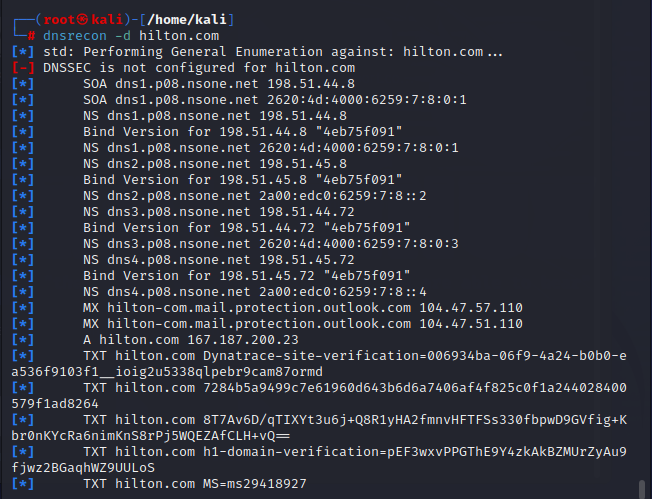 ┌──(root㉿kali)-[/home/kali]
└─# dnsrecon -d hilton.com
[*] std: Performing General Enumeration against: hilton.com...
[-] DNSSEC is not configured for hilton.com
[*] SOA dns1.p08.nsone.net 198.51.44.8
[*] SOA dns1.p08.nsone.net 2620:4d:4000:6259:7:8:0:1
[*] NS dns1.p08.nsone.net 198.51.44.8
[*] Bind Version for 198.51.44.8 "4eb75f091"
[*] NS dns1.p08.nsone.net 2620:4d:4000:6259:7:8:0:1
[*] NS dns2.p08.nsone.net 198.51.45.8
[*] Bind Version for 198.51.45.8 "4eb75f091"
[*] NS dns2.p08.nsone.net 2a00:edc0:6259:7:8::2
[*] NS dns3.p08.nsone.net 198.51.44.72
[*] Bind Version for 198.51.44.72 "4eb75f091"
[*] NS dns3.p08.nsone.net 2620:4d:4000:6259:7:8:0:3
[*] NS dns4.p08.nsone.net 198.51.45.72
[*] Bind Version for 198.51.45.72 "4eb75f091"
[*] NS dns4.p08.nsone.net 2a00:edc0:6259:7:8::4
[*] MX hilton-com.mail.protection.outlook.com 104.47.57.110
[*] MX hilton-com.mail.protection.outlook.com 104.47.51.110
[*] A hilton.com 167.187.200.23
[*] TXT hilton.com Dynatrace-site-verification=006934ba-06f9-4a24-b0b0-e
a536f9103f1__ioig2u5338qlpebr9cam87ormd
[*] TXT hilton.com 7284b5a9499c7e61960d643b6d6a7406af4f825c0f1a244028400
579f1ad8264
[*] TXT hilton.com 8T7Av6D/qTIXYt3u6j+Q8R1yHA2fmnvHFTFSs330fbpwD9GVfig+K
br0nKYcRa6nimKnS8rPj5WQEZAfCLH+vQ==
[*] TXT hilton.com h1-domain-verification=pEF3wxvPPGThE9Y4zkAkBZMUrZyAu9
fjwz2BGaqhWZ9UULoS
[*] TXT hilton.com MS=ms29418927